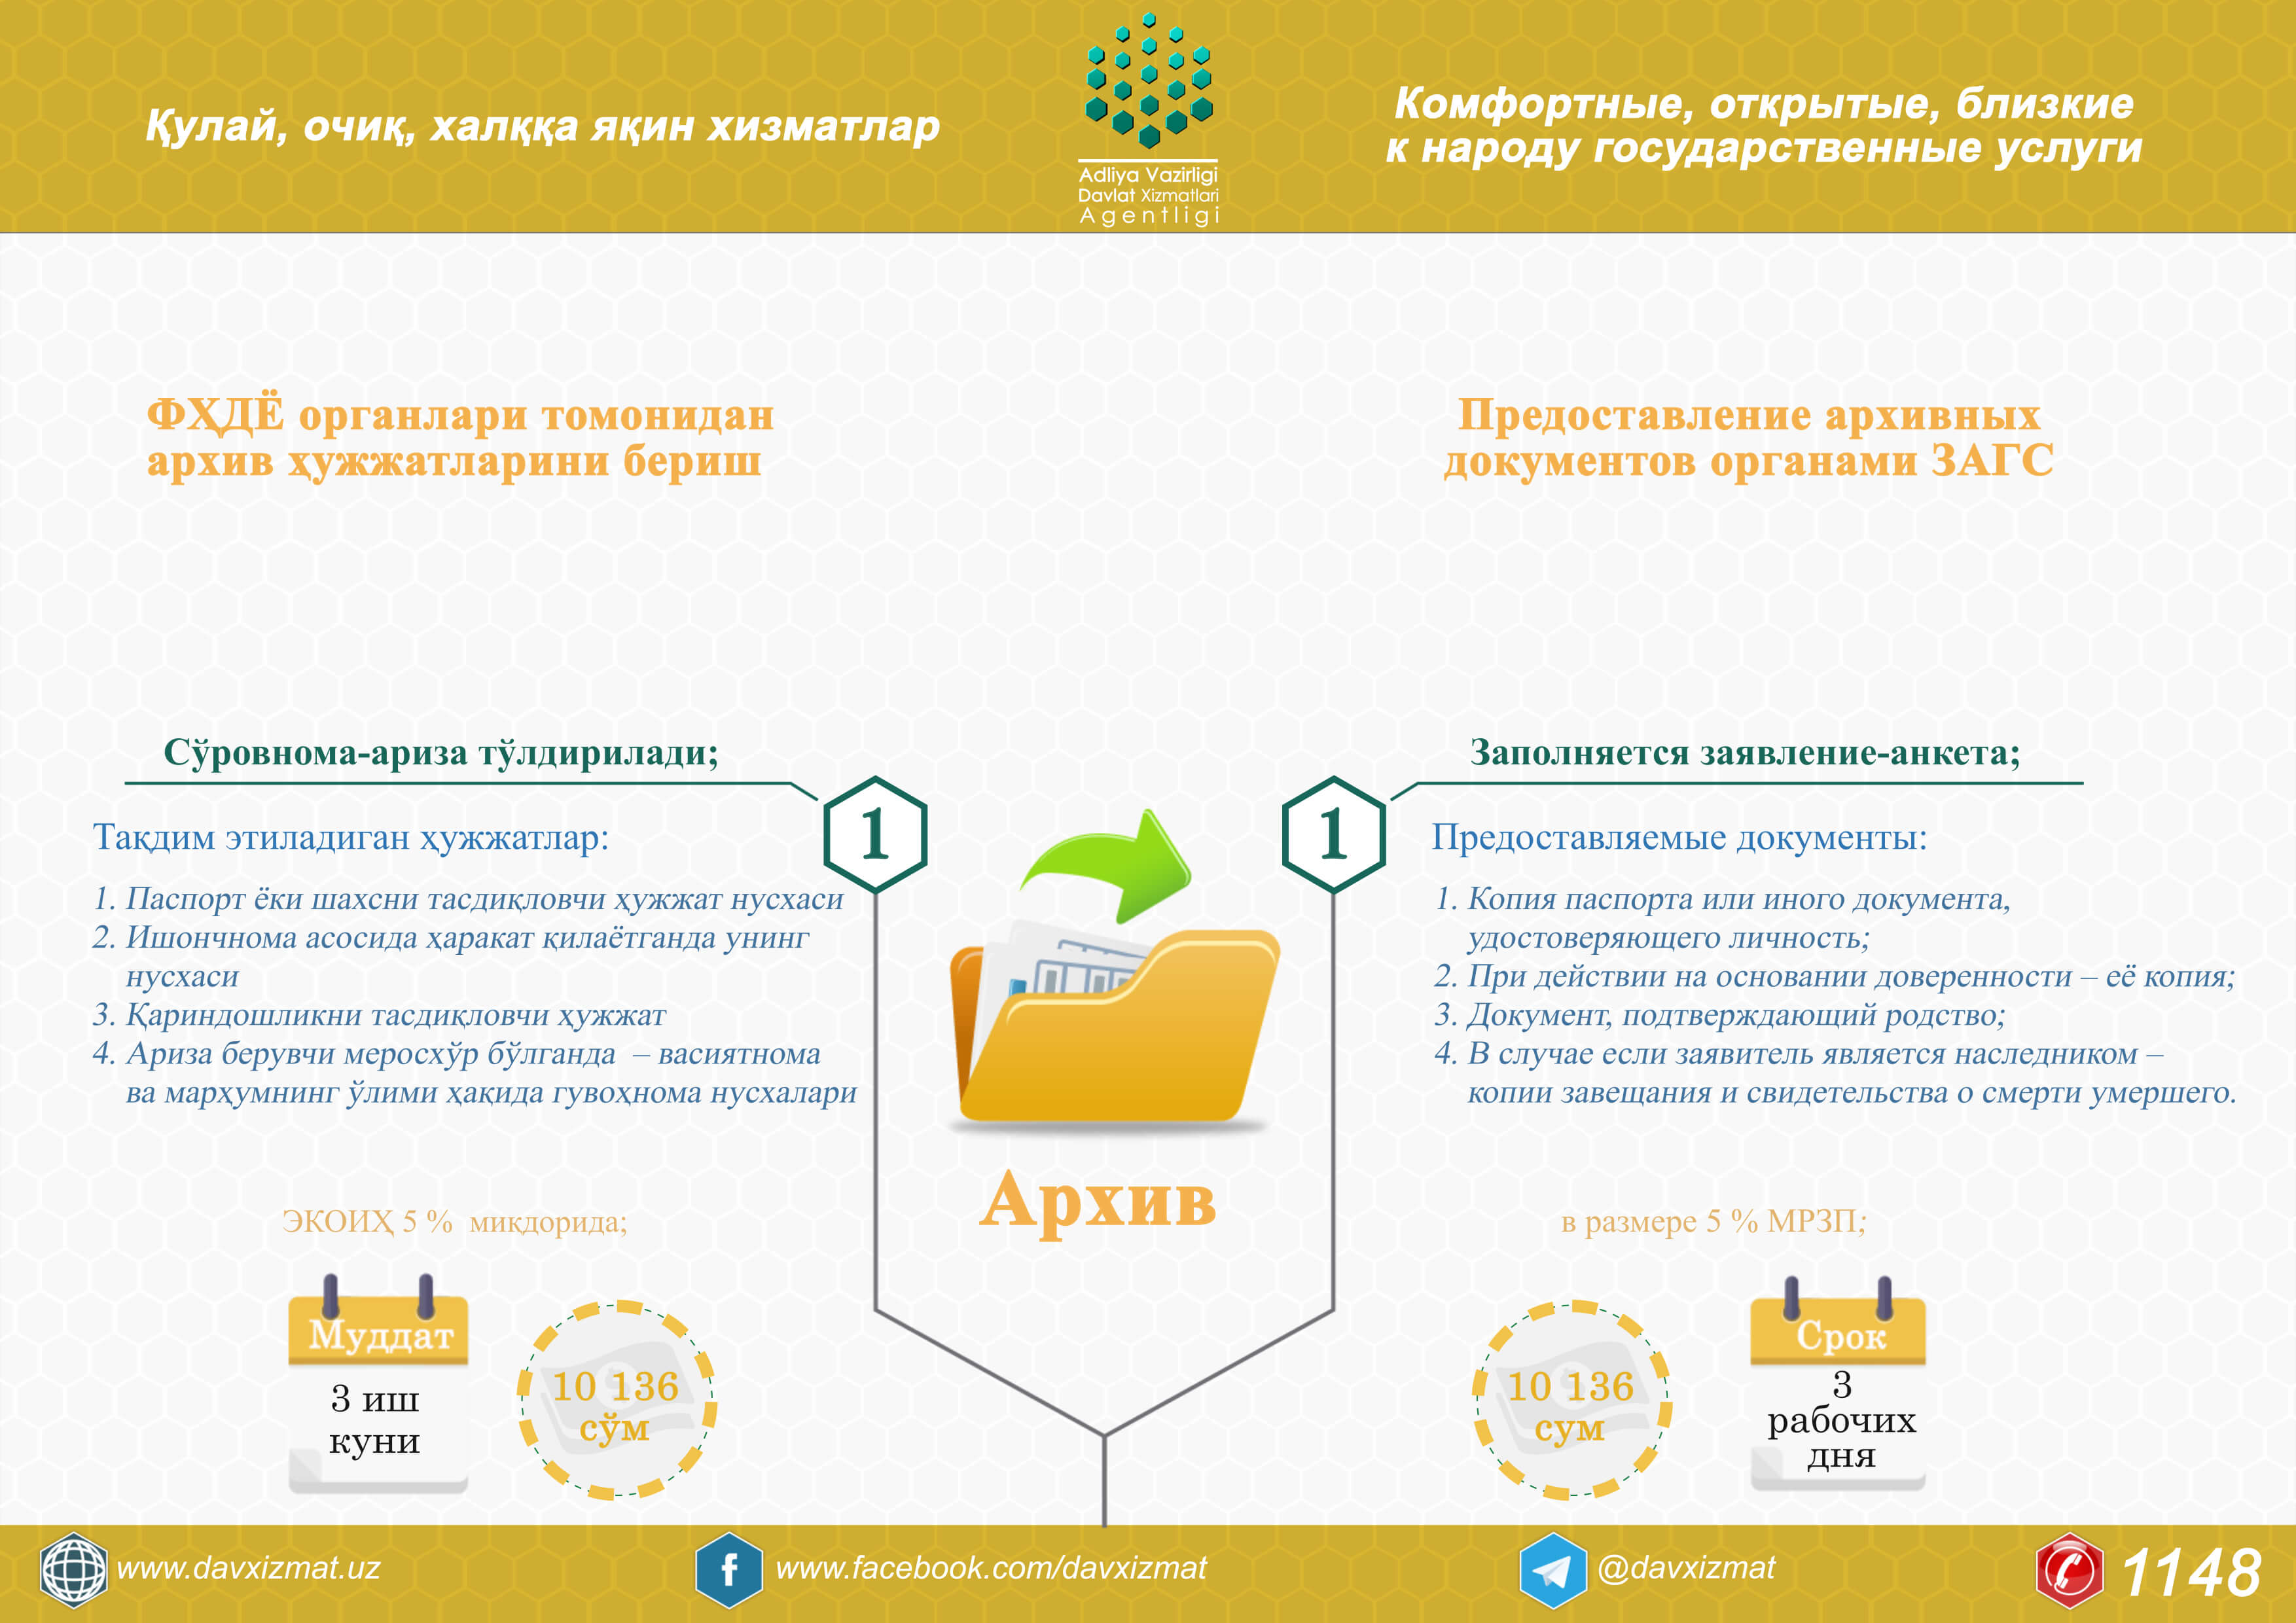 Қулай, очиқ, халққа яқин хизматлар
Adliya Vazirligi
Davlat Xizmatlari
Agentligi
Комфортные, открытые, близкие
к народу государственные услуги
ФҲДЁ органлари томонидан
архив ҳужжатларини бериш
Предоставление архивных
документов органами ЗАГС
Сўровнома-ариза тўлдирилади;
1
Тақдим этиладиган ҳужжатлар:
1. Паспорт ёки шахсни тасдиқловчи ҳужжат нусхаси
2. Ишончнома асосида ҳаракат қилаётганда унинг
нусхаси
3. Қариндошликни тасдиқловчи ҳужжат
4. Ариза берувчи меросхўр бўлганда – васиятнома
ва марҳумнинг ўлими ҳақида гувоҳнома нусхалари
ЭКОИҲ 5 % миқдорида;
Муддат
3 иш
куни
10 136
сўм
Архив
Заполняется заявление-анкета;
1
Предоставляемые документы:
1. Копия паспорта или иного документа,
удостоверяющего личность;
2. При действии на основании доверенности – её копия;
3. Документ, подтверждающий родство;
4. В случае если заявитель является наследником –
копии завещания и свидетельства о смерти умершего.
в размере 5 % МРЗП;
10 136
сум
Срок
3
рабочих
дня
www.davxizmat.uz
www.facebook.com/davxizmat
@davxizmat
1148